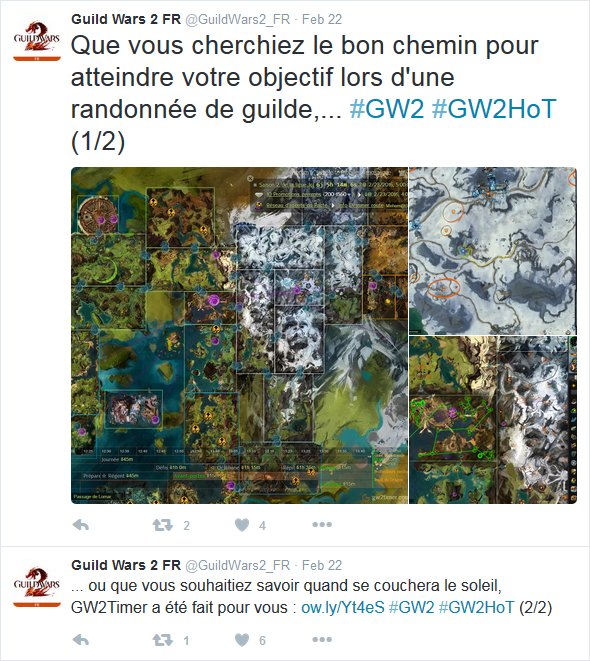 Guild Wars 2 FR @GuildWars2_FR · Feb 22
Que vous cherchiez le bon chemin pour
atteindre votre objectif lors d'une
randonnée de guilde,... #GW2 #GW2HoT
(1/2)
2 4
Passage de Lornar
Guild Wars 2 FR @GuildWars2_FR · Feb 22
... ou que vous souhaitiez savoir quand se couchera le soleil,
GW2Timer a été fait pour vous : ow.ly/Yt4eS #GW2 #GW2HoT (2/2)
1 6